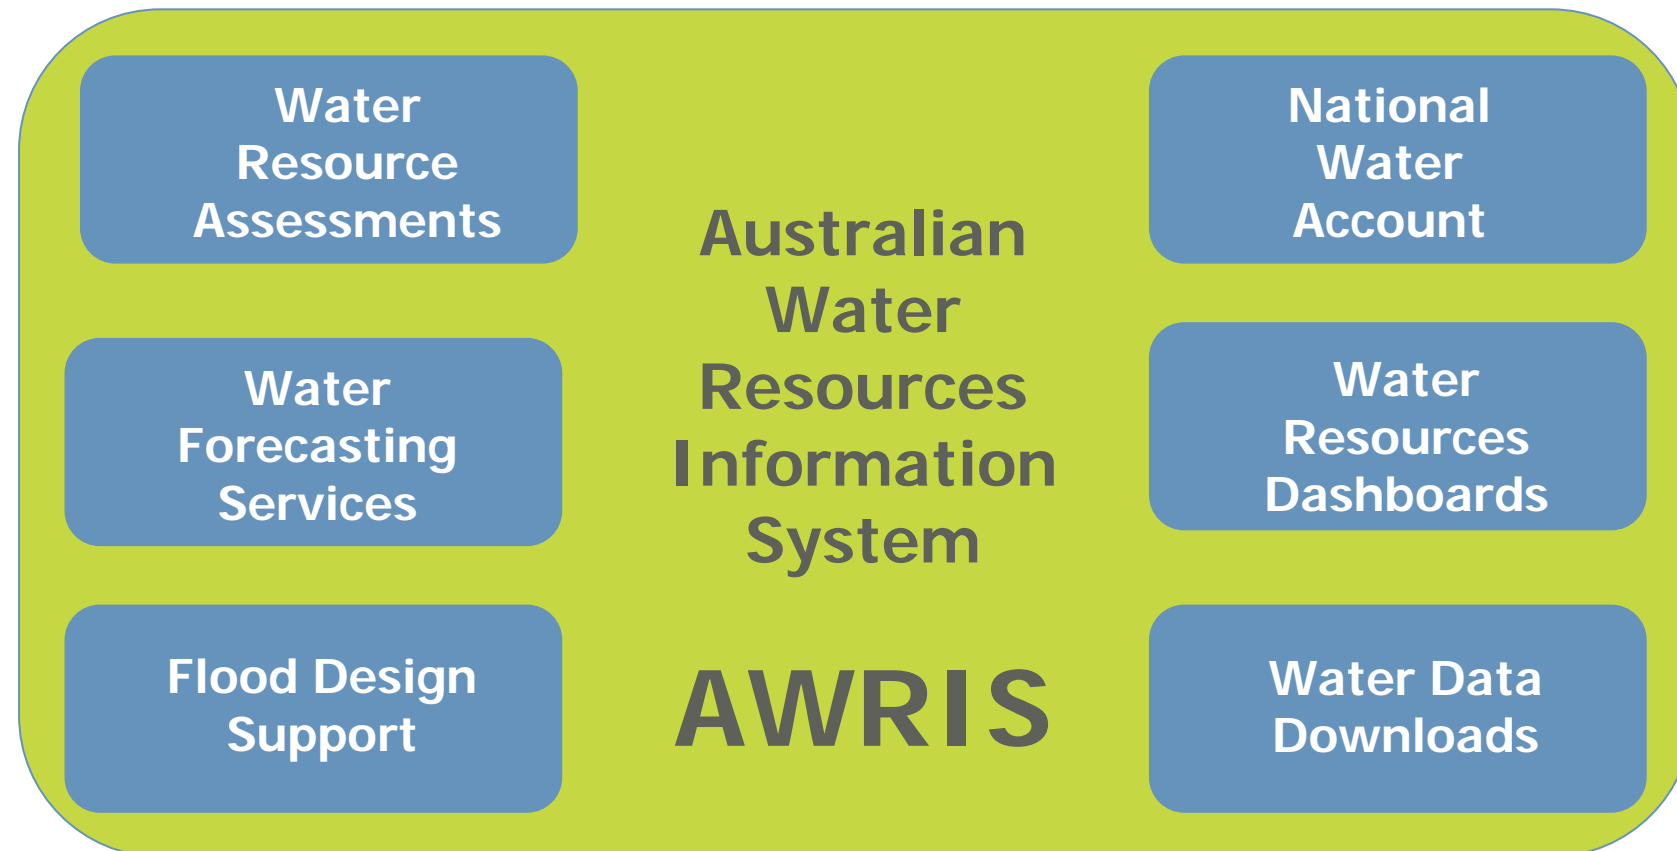 Water
Resource
Assessments
Water
Forecasting
Services
Flood Design
Support
Australian
Water
Resources
Information
System
AWRIS
National
Water
Account
Water
Resources
Dashboards
Water Data
Downloads